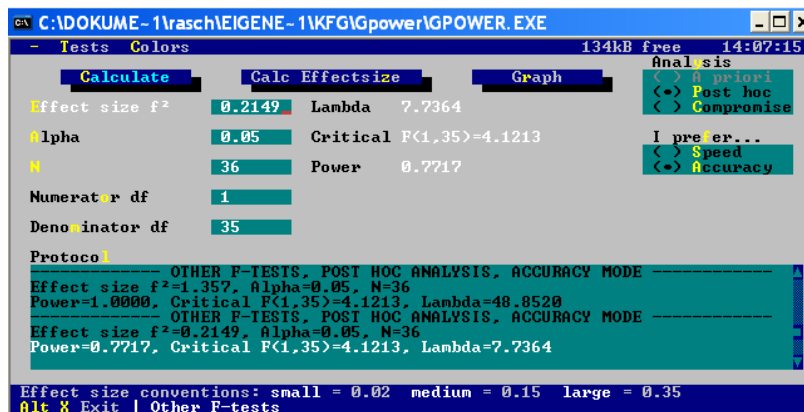 C:\DOKUME~1\rasch\EIGENE~1\KFG\Gpower\GPOWER.EXE
- Tests Colors 134kB free 14:07:15
Analysis
Calculate Calc Effectsize Graph ( ) A priori
(•) Post hoc
Effect size f² 0.2149_ Lambda 7.7364 ( ) Compromise
Alpha 0.05 Critical F(1,35)=4.1213 I prefer...
( ) Speed
N 36 Power 0.7717 (•) Accuracy
Numerator df 1
Denominator df 35
Protocol
------------- OTHER F-TESTS, POST HOC ANALYSIS, ACCURACY MODE ------------
Effect size f²=1.357, Alpha=0.05, N=36
Power=1.0000, Critical F(1,35)=4.1213, Lambda=48.8520
------------- OTHER F-TESTS, POST HOC ANALYSIS, ACCURACY MODE ------------
Effect size f²=0.2149, Alpha=0.05, N=36
Power=0.7717, Critical F(1,35)=4.1213, Lambda=7.7364
Effect size conventions: small = 0.02 medium = 0.15 large = 0.35
Alt X Exit | Other F-tests